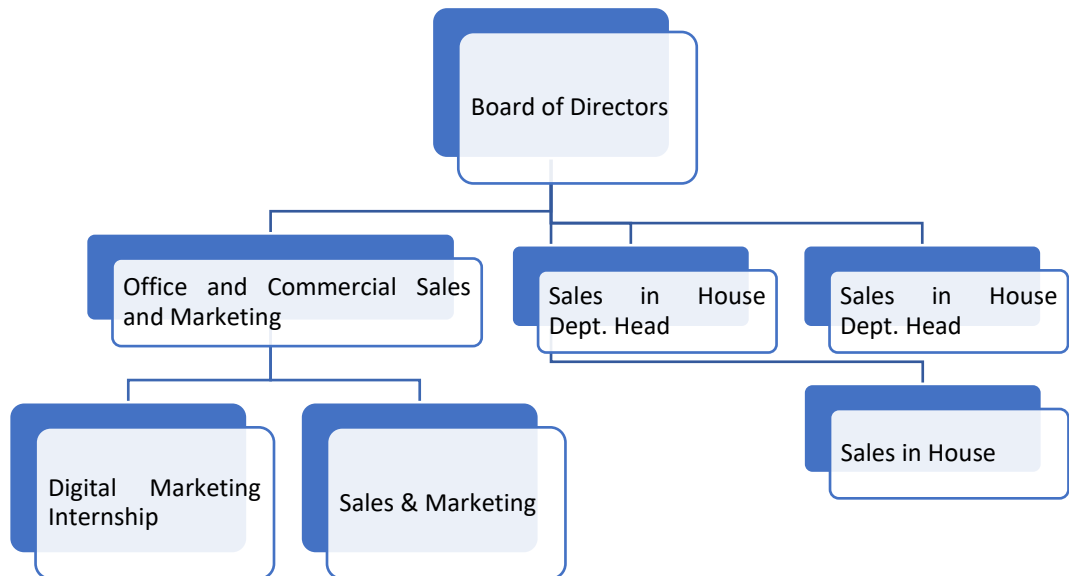 Board of Directors
Office and Commercial Sales
and Marketing
Sales in House
Dept. Head
Sales in House
Dept. Head
Digital Marketing
Internship
Sales & Marketing
Sales in House